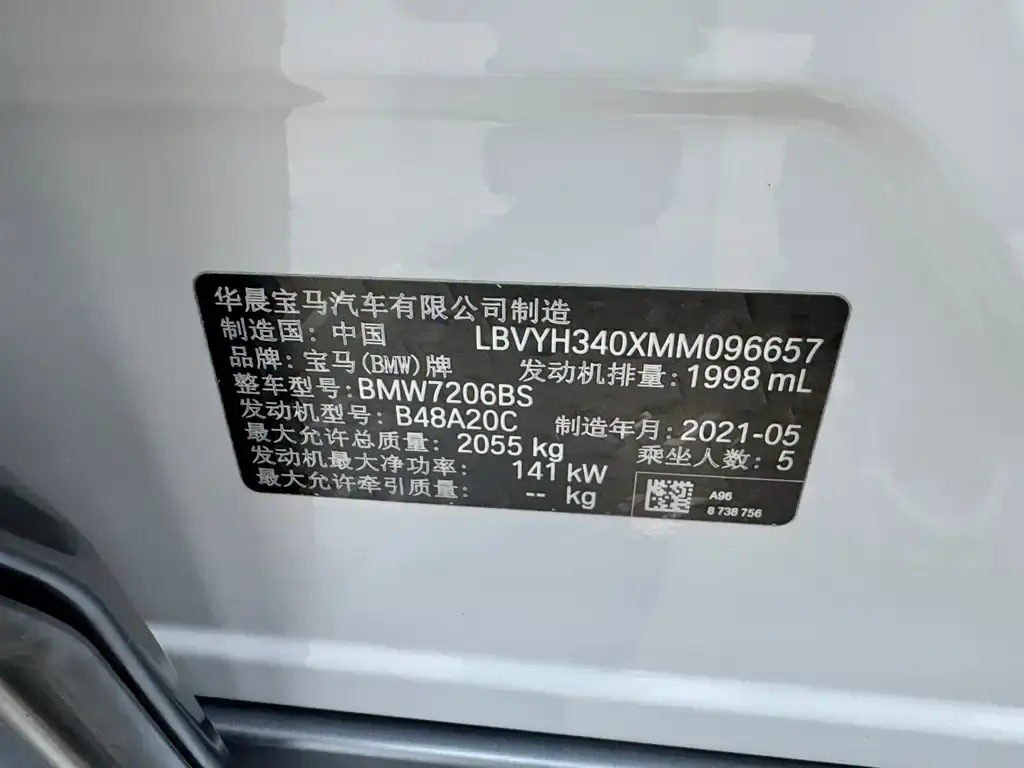 华晨宝马汽车有限公司制造
制造国: 中国 LBVYH340XMM096657
品牌: 宝马(BMW)牌 发动机排量: 1998 mL
整车型号: BMW7206BS
发动机型号: B48A20C 制造年月: 2021-05
最大允许总质量: 2055 kg 乘坐人数: 5
发动机最大净功率: 141 kW
最大允许牵引质量: -- kg
A96
8 738 756